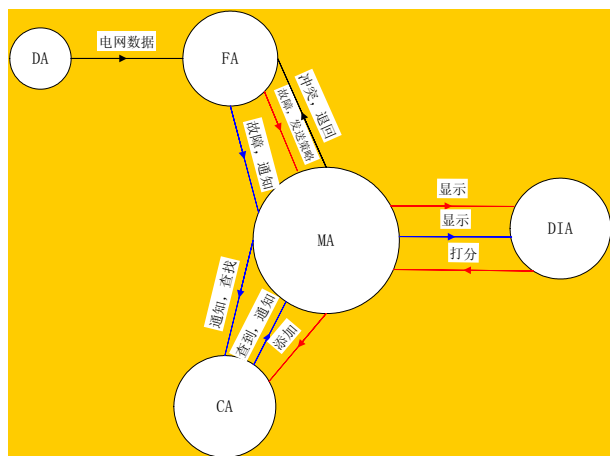 电网数据
DA
FA
冲突, 退回
故障, 发送策略
故障, 通知
显示
显示
MA
DIA
打分
通知, 查找
查到, 通知
添加
CA